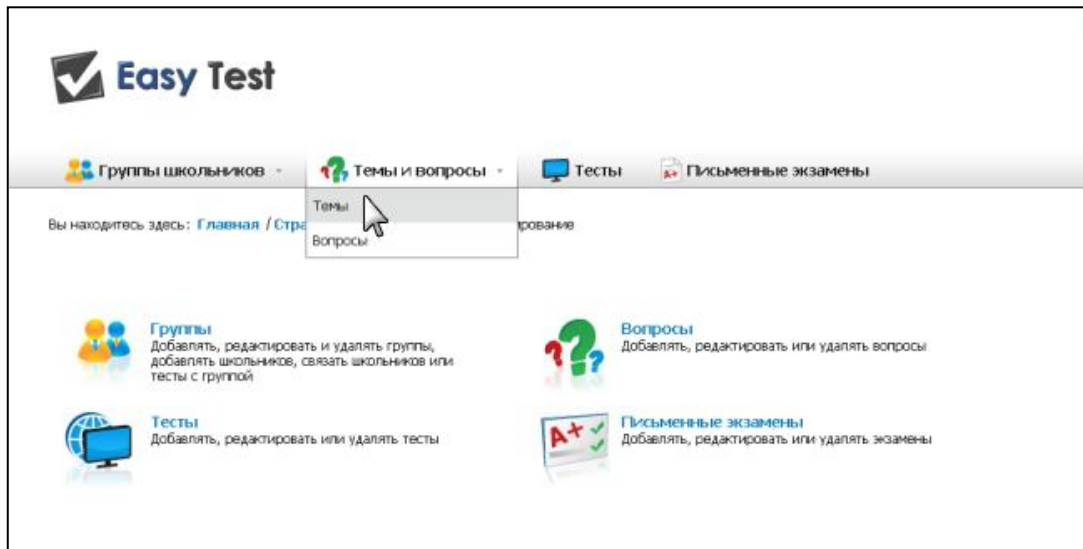 Easy Test
Группы школьников
Темы и вопросы
Тесты
A+
Письменные экзамены
Темы
Вы находитесь здесь: Главная / Стра
рование
Вопросы
Группы
Добавлять, редактировать и удалять группы,
добавлять школьников, связать школьников или
тесты с группой
Вопросы
Добавлять, редактировать или удалять вопросы
Тесты
Добавлять, редактировать или удалять тесты
A+
Письменные экзамены
Добавлять, редактировать или удалять экзамены